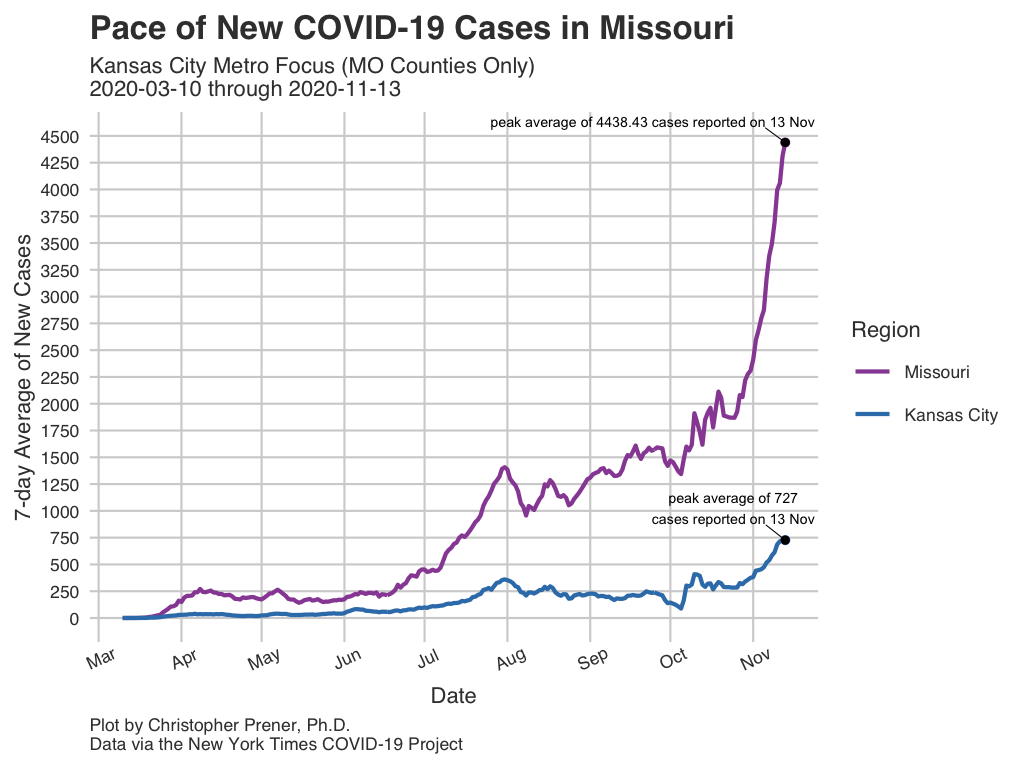 Pace of New COVID-19 Cases in Missouri
Kansas City Metro Focus (MO Counties Only)
2020-03-10 through 2020-11-13
peak average of 4438.43 cases reported on 13 Nov
4500
4250
4000
3750
3500
3250
3000
2750
2500
2250
2000
1750
1500
1250
1000
750
500
250
0
7-day Average of New Cases
peak average of 727
cases reported on 13 Nov
Mar
Apr
May
Jun
Jul
Aug
Sep
Oct
Nov
Date
Region
Missouri
Kansas City
Plot by Christopher Prener, Ph.D.
Data via the New York Times COVID-19 Project